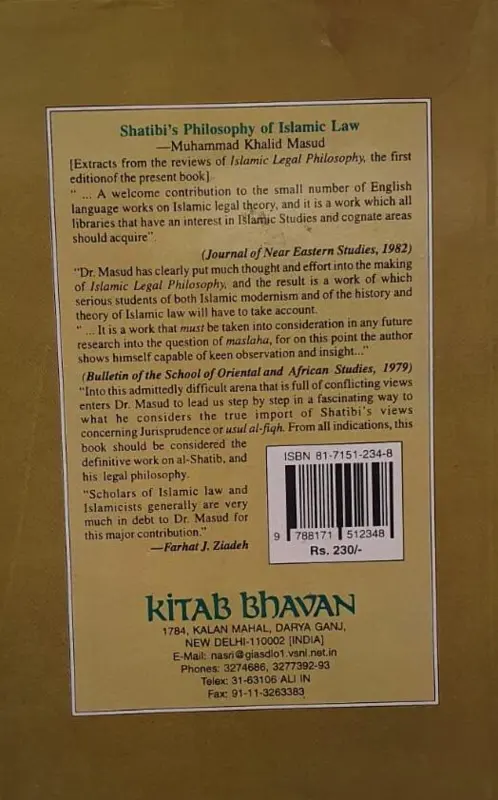 Shatibi's Philosophy of Islamic Law
—Muhammad Khalid Masud
[Extracts from the reviews of Islamic Legal Philosophy, the first
editionof the present book]
" ... A welcome contribution to the small number of English
language works on Islamic legal theory, and it is a work which all
libraries that have an interest in Islamic Studies and cognate areas
should acquire".
(Journal of Near Eastern Studies, 1982)
"Dr. Masud has clearly put much thought and effort into the making
of Islamic Legal Philosophy, and the result is a work of which
serious students of both Islamic modernism and of the history and
theory of Islamic law will have to take account.
" ... It is a work that must be taken into consideration in any future
research into the question of maslaha, for on this point the author
shows himself capable of keen observation and insight..."
(Bulletin of the School of Oriental and African Studies, 1979)
"Into this admittedly difficult arena that is full of conflicting views
enters Dr. Masud to lead us step by step in a fascinating way to
what he considers the true import of Shatibi's views
concerning Jurisprudence or usul al-fiqh. From all indications, this
book should be considered the
definitive work on al-Shatib, and
his legal philosophy.
"Scholars of Islamic law and
Islamicists generally are very
much in debt to Dr. Masud for
this major contribution."
—Farhat J. Ziadeh
ISBN 81-7151-234-8
9 788171 512348
Rs. 230/-
KITAB BHAVAN
1784, KALAN MAHAL, DARYA GANJ,
NEW DELHI-110002 [INDIA]
E-Mail: nasri@giasdlo1.vsnl.net.in
Phones: 3274686, 3277392-93
Telex: 31-63106 ALI IN
Fax: 91-11-3263383